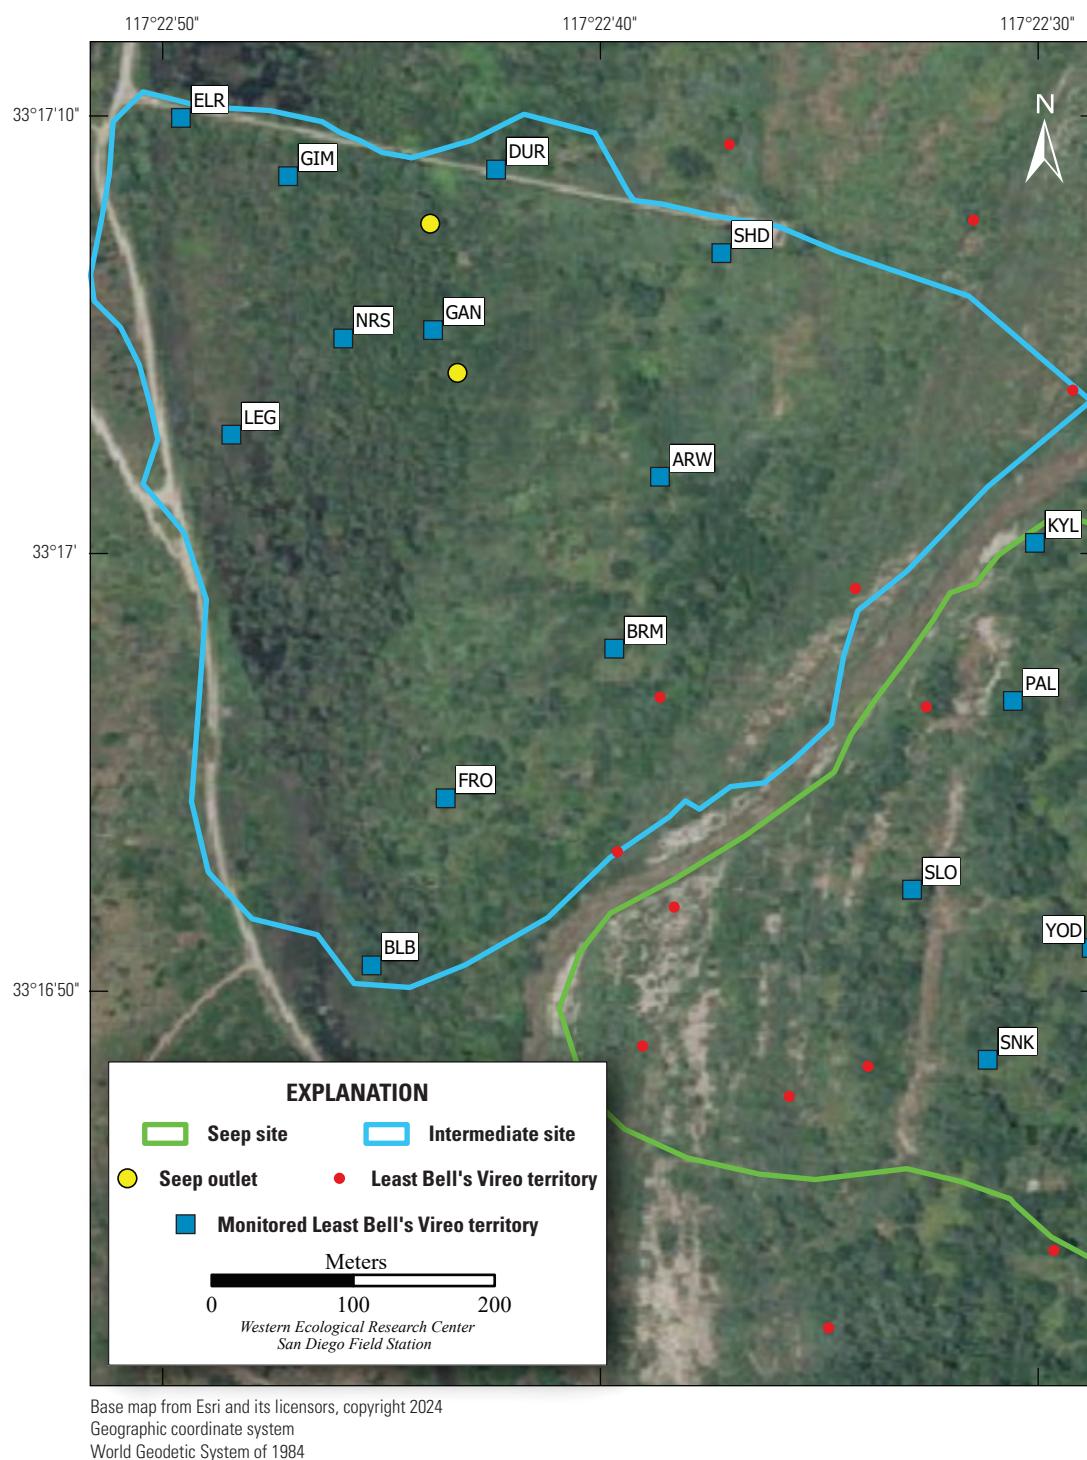 117°22'50"
117°22'40"
117°22'30
33°17'10"
N
ELR
GIM
DUR
SHD
NRS
GAN
LEG
ARW
KYL
33°17'
BRM
PAL
FRO
SLO
YOD
BLB
33°16'50"
SNK
EXPLANATION
Seep site
Intermediate site
Seep outlet
Least Bell's Vireo territory
Monitored Least Bell's Vireo territory
Meters
0 100 200
Western Ecological Research Center
San Diego Field Station
Base map from Esri and its licensors, copyright 2024
Geographic coordinate system
World Geodetic System of 1984